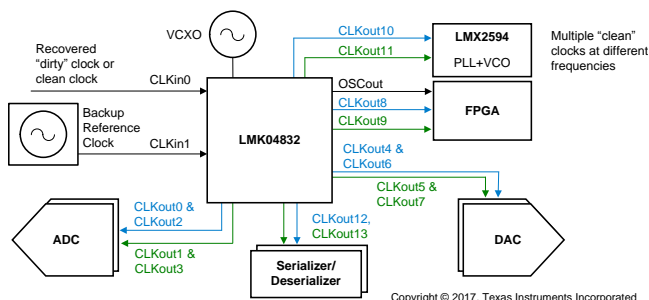 VCXO
CLKout10
CLKout11
LMX2594
PLL+VCO
Multiple “clean”
clocks at different
frequencies
Recovered
“dirty” clock or
clean clock
CLKin0
Backup
Reference
Clock
CLKin1
LMK04832
OSCout
CLKout8
CLKout9
FPGA
CLKout4 &
CLKout6
CLKout5 &
CLKout7
CLKout0 &
CLKout2
CLKout1 &
CLKout3
ADC
CLKout12,
CLKout13
DAC
Serializer/
Deserializer
Copyright © 2017, Texas Instruments Incorporated